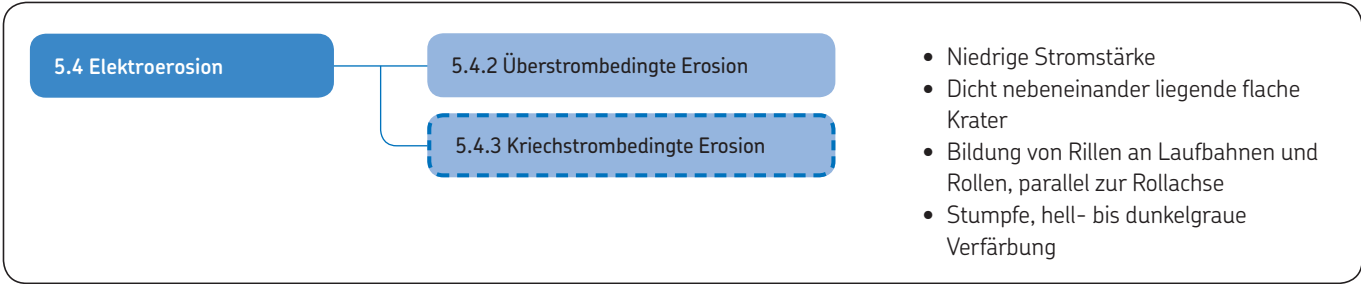 5.4 Elektroerosion
5.4.2 Überstrombedingte Erosion
5.4.3 Kriechstrombedingte Erosion
• Niedrige Stromstärke
• Dicht nebeneinander liegende flache
Krater
• Bildung von Rillen an Laufbahnen und
Rollen, parallel zur Rollachse
• Stumpfe, hell- bis dunkelgraue
Verfärbung